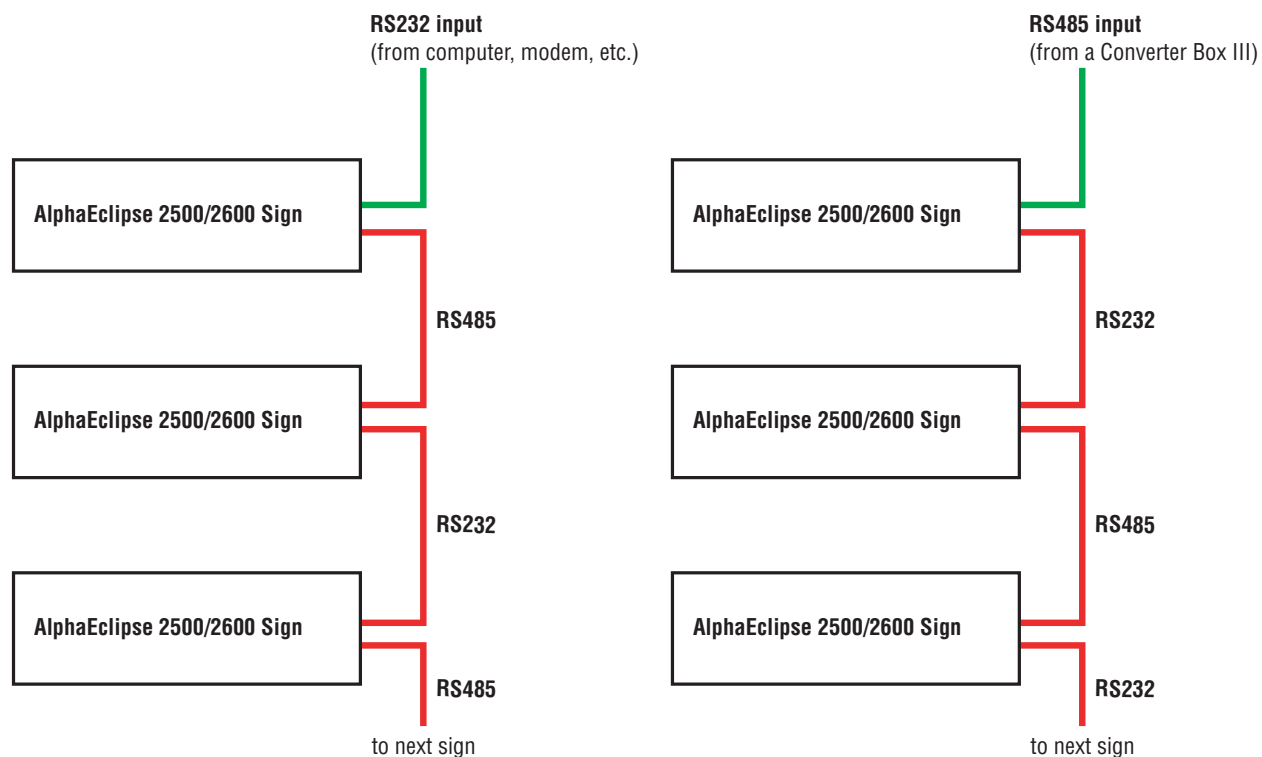 RS232 input
(from computer, modem, etc.)
AlphaEclipse 2500/2600 Sign
RS485
AlphaEclipse 2500/2600 Sign
RS232
AlphaEclipse 2500/2600 Sign
RS485
to next sign
RS485 input
(from a Converter Box III)
AlphaEclipse 2500/2600 Sign
RS232
AlphaEclipse 2500/2600 Sign
RS485
AlphaEclipse 2500/2600 Sign
RS232
to next sign